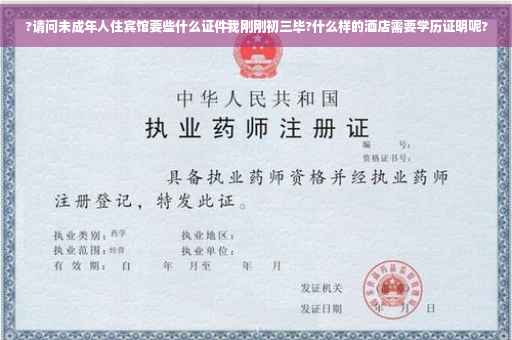 ?请问未成年人住宾馆要些什么证件我刚刚初三毕?什么样的酒店需要学历证明呢?
中华人民共和国
执业药师注册证
编　　号:
资格证书号:
具备执业药师资格并经执业药师
注册登记，特发此证。
执业类别: 药学
执业地区:
执业范围: 经营
执业单位:
有 效 期: 自　　年　月至　　年　月
发证机关
发证日期　　年　月　日